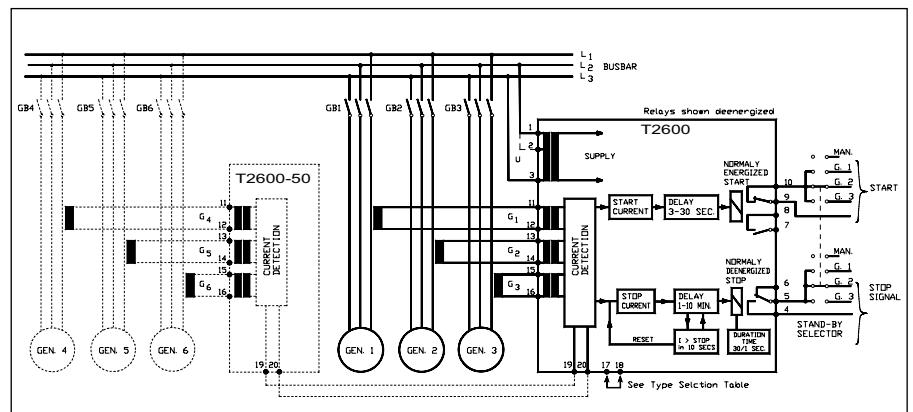 L1
L2 BUSBAR
L3
GB4 GB5 GB6 GB1 GB2 GB3
Relays shown deenergized
T2600
1
L
2
U
3
SUPPLY
T2600-50
11
G4
12
13
G5
14
15
G6
16
CURRENT
DETECTION
19 20
11
G1
12
13
G2
14
15
G3
16
CURRENT
DETECTION
19 20 17 18
START
CURRENT
DELAY
3-30 SEC.
NORMALY
ENERGIZED
START
10
9
8
7
MAN.
G. 1
G. 2
G. 3
START
STOP
CURRENT
DELAY
1-10 MIN.
NORMALY
DEENERGIZED
STOP
RESET
I > STOP
in 10 SECS
DURATION
TIME
30/1 SEC.
6
5
4
MAN.
G. 1
G. 2
G. 3
STOP
SIGNAL
STAND-BY
SELECTOR
GEN. 4 GEN. 5 GEN. 6 GEN. 1 GEN. 2 GEN. 3
See Type Selction Table